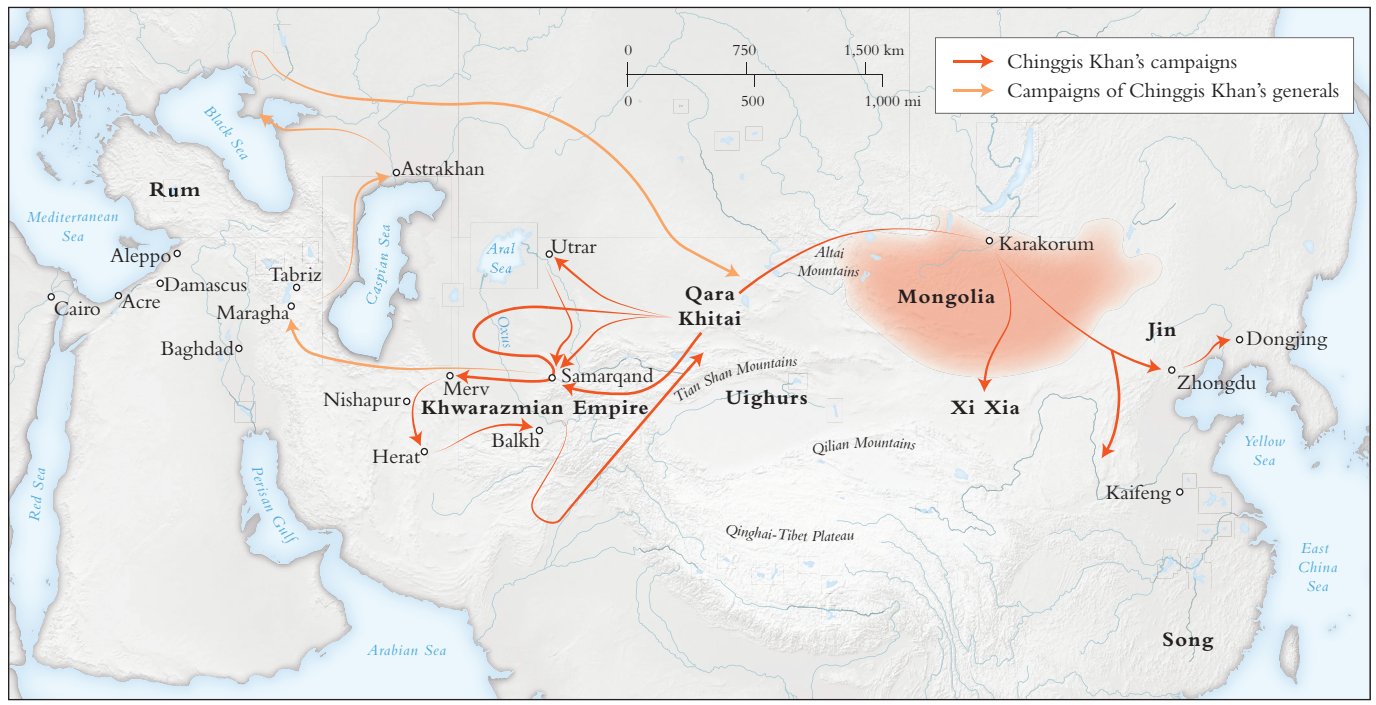 0 750 1,500 km
0 500 1,000 mi
Chinggis Khan's campaigns
Campaigns of Chinggis Khan's generals
Black
Sea
Astrakhan
Rum
Mediterranean
Sea
Caspian Sea
Aral
Sea
Utrar
Altai
Mountains
Karakorum
Aleppo
Damascus
Tabriz
Qara
Khitai
Mongolia
Cairo
Acre
Maragha
Oxus
Jin
Dongjing
Baghdad
Samarqand
Tian Shan Mountains
Zhongdu
Merv
Nishapur
Khwarazmian Empire
Uighurs
Xi Xia
Balkh
Herat
Qilian Mountains
Yellow
Sea
Red Sea
Perisan Gulf
Kaifeng
Qinghai-Tibet Plateau
East
China
Sea
Arabian Sea
Song